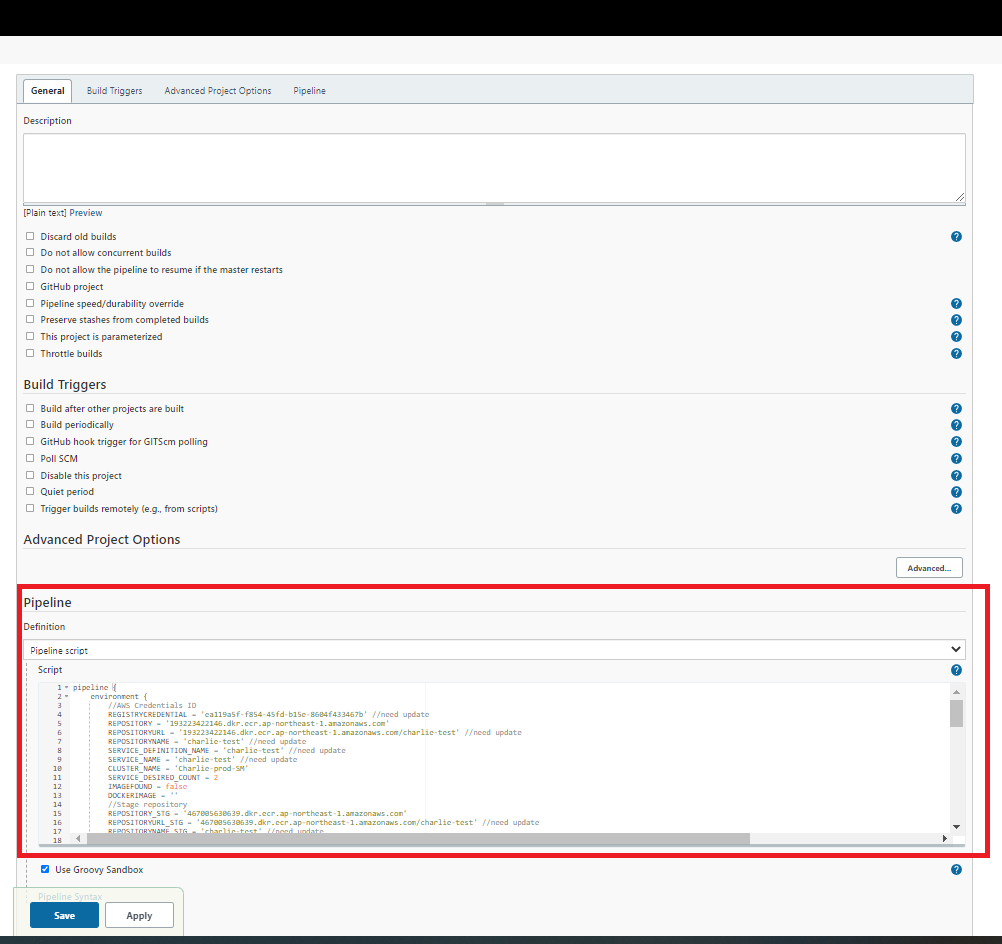 General Build Triggers Advanced Project Options Pipeline
Description
[Plain text] Preview
Discard old builds
Do not allow concurrent builds
Do not allow the pipeline to resume if the master restarts
GitHub project
Pipeline speed/durability override
Preserve stashes from completed builds
This project is parameterized
Throttle builds
Build Triggers
Build after other projects are built
Build periodically
GitHub hook trigger for GITScm polling
Poll SCM
Disable this project
Quiet period
Trigger builds remotely (e.g., from scripts)
Advanced Project Options
Advanced...
Pipeline
Definition
Pipeline script
Script
1 pipeline {
2 environment {
3 //AWS Credentials ID
4 REGISTRYCREDENTIAL = 'ea119a5f-f854-45fd-b15e-8604f433467b' //need update
5 REPOSITORY = '193223422146.dkr.ecr.ap-northeast-1.amazonaws.com'
6 REPOSITORYURL = '193223422146.dkr.ecr.ap-northeast-1.amazonaws.com/charlie-test' //need update
7 REPOSITORYNAME = 'charlie-test' //need update
8 SERVICE_DEFINITION_NAME = 'charlie-test' //need update
9 SERVICE_NAME = 'charlie-test' //need update
10 CLUSTER_NAME = 'Charlie-prod-SM'
11 SERVICE_DESIRED_COUNT = 2
12 IMAGEFOUND = false
13 DOCKERIMAGE = ''
14 //Stage repository
15 REPOSITORY_STG = '467005630639.dkr.ecr.ap-northeast-1.amazonaws.com'
16 REPOSITORYURL_STG = '467005630639.dkr.ecr.ap-northeast-1.amazonaws.com/charlie-test' //need update
17 REPOSITORYNAME_STG = 'charlie-test' //need update
18
Use Groovy Sandbox
Pipeline Syntax
Save Apply